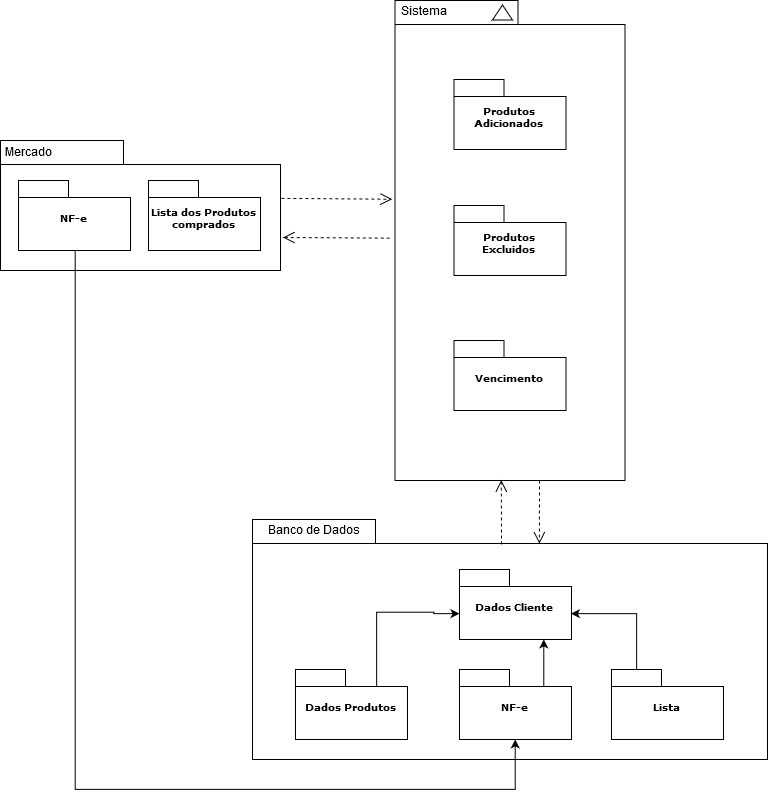 Sistema
Produtos
Adicionados
Mercado
NF-e
Lista dos Produtos
comprados
Produtos
Excluidos
Vencimento
Banco de Dados
Dados Cliente
Dados Produtos
NF-e
Lista